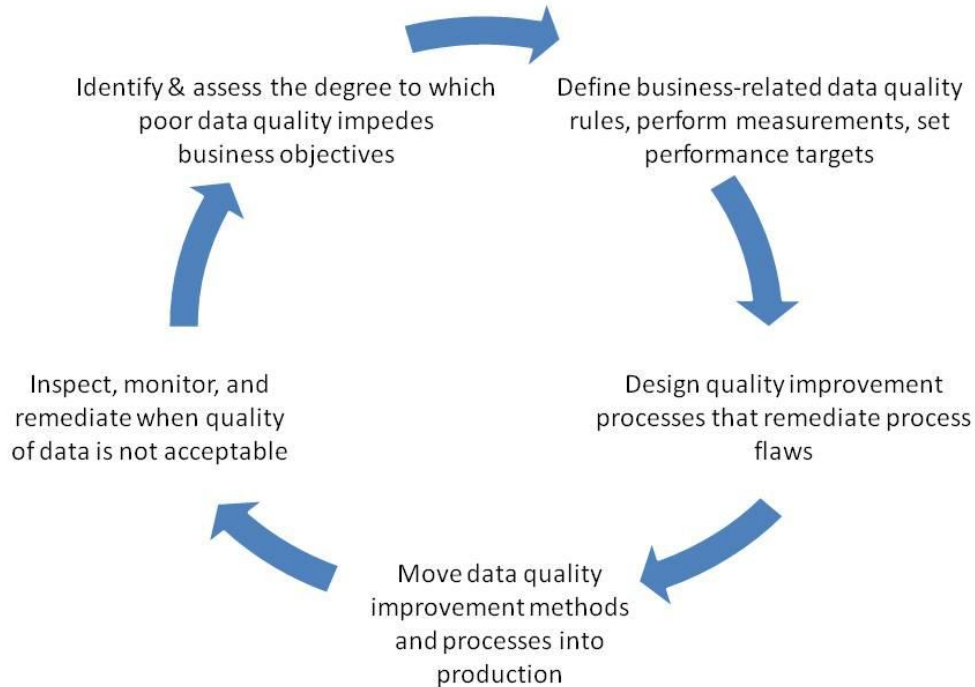 Identify & assess the degree to which
poor data quality impedes
business objectives
Define business-related data quality
rules, perform measurements, set
performance targets
Design quality improvement
processes that remediate process
flaws
Move data quality
improvement methods
and processes into
production
Inspect, monitor, and
remediate when quality
of data is not acceptable